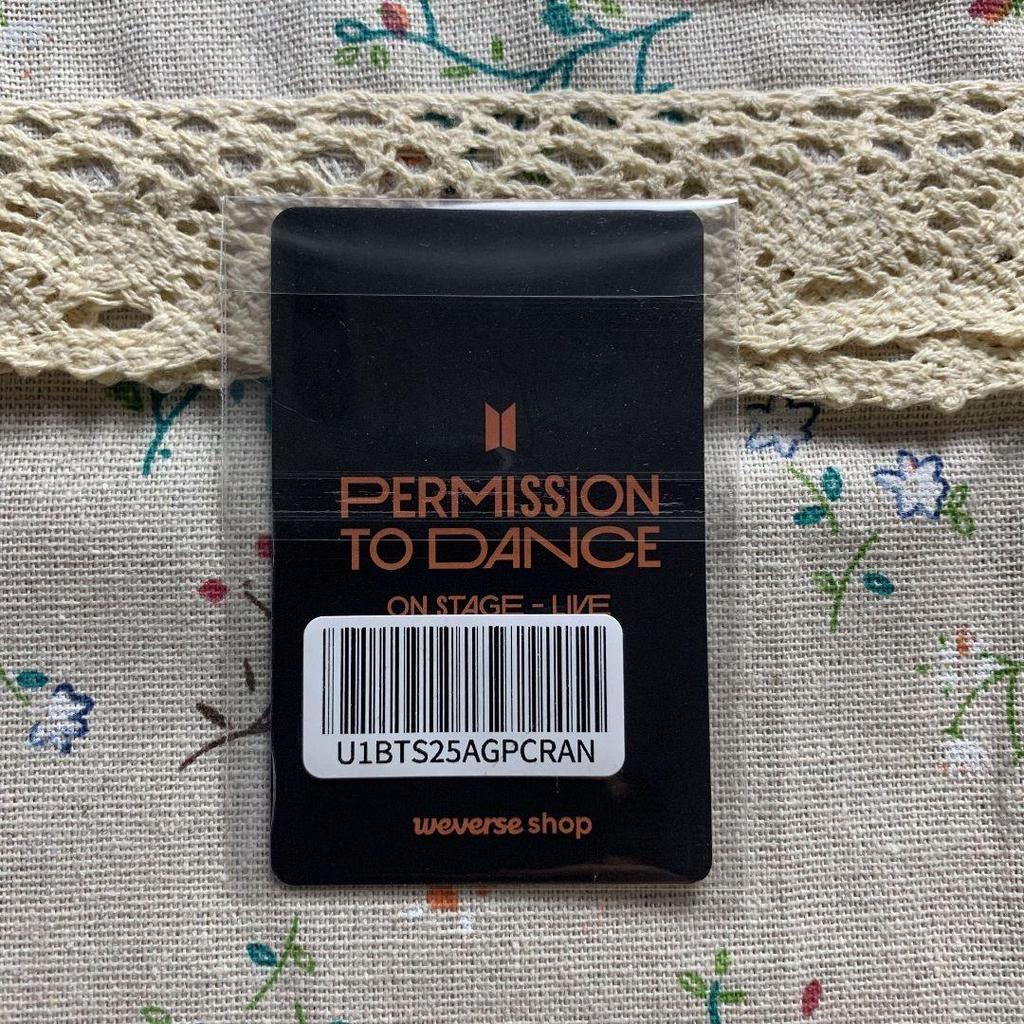 PERMISSION
TO DANCE
ON STAGE - LIVE
U1BTS25AGPCRAN
weverse shop